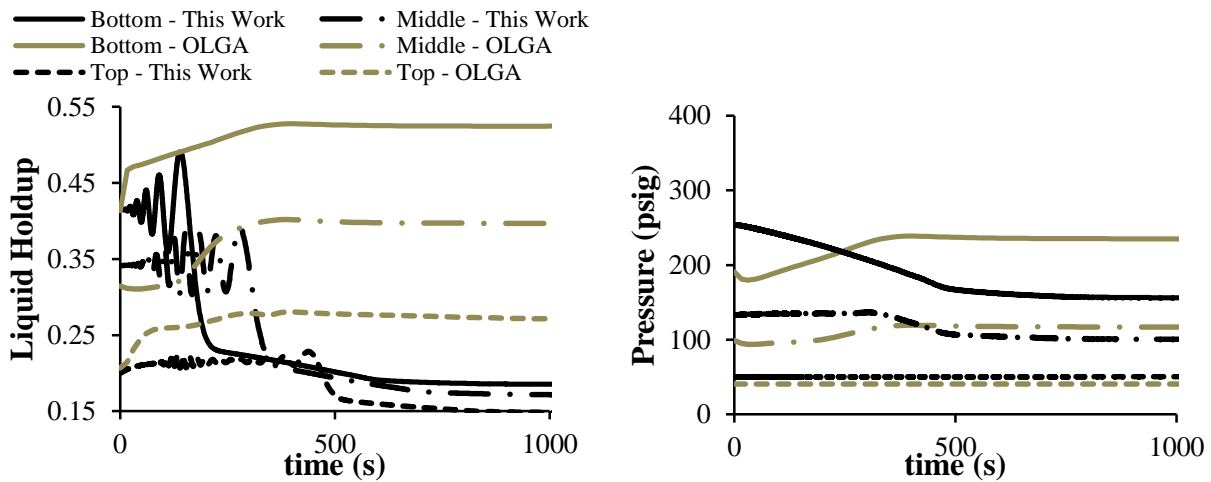 Bottom - This Work
Middle - This Work
Bottom - OLGA
Middle - OLGA
Top - This Work
Top - OLGA
Liquid Holdup
0.55
0.45
0.35
0.25
0.15
0
500
1000
time (s)
Pressure (psig)
400
300
200
100
0
0
500
1000
time (s)